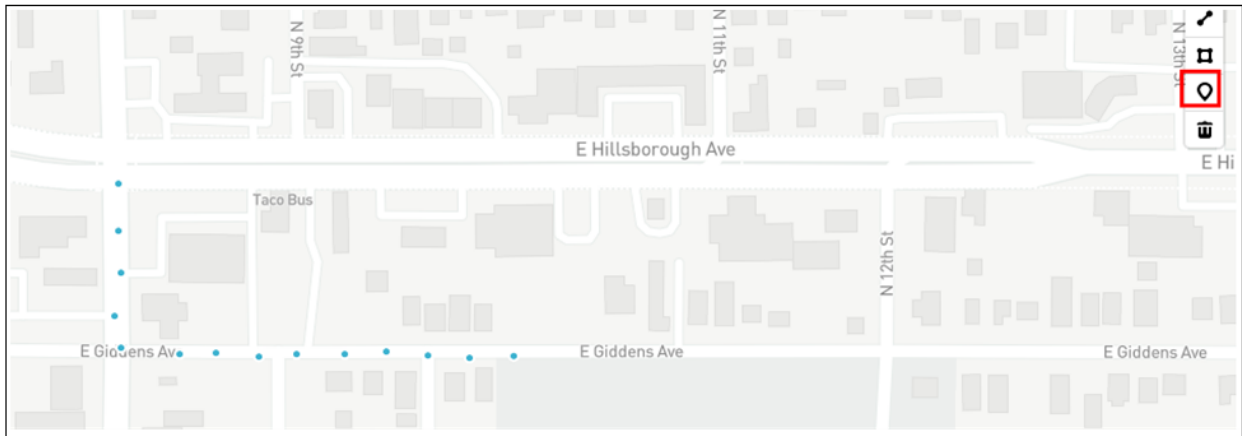 N 9th St
N 11th St
N 13th St
E Hillsborough Ave
E Hi
Taco Bus
N 12th St
E Giddens Av
E Giddens Ave
E Giddens Ave